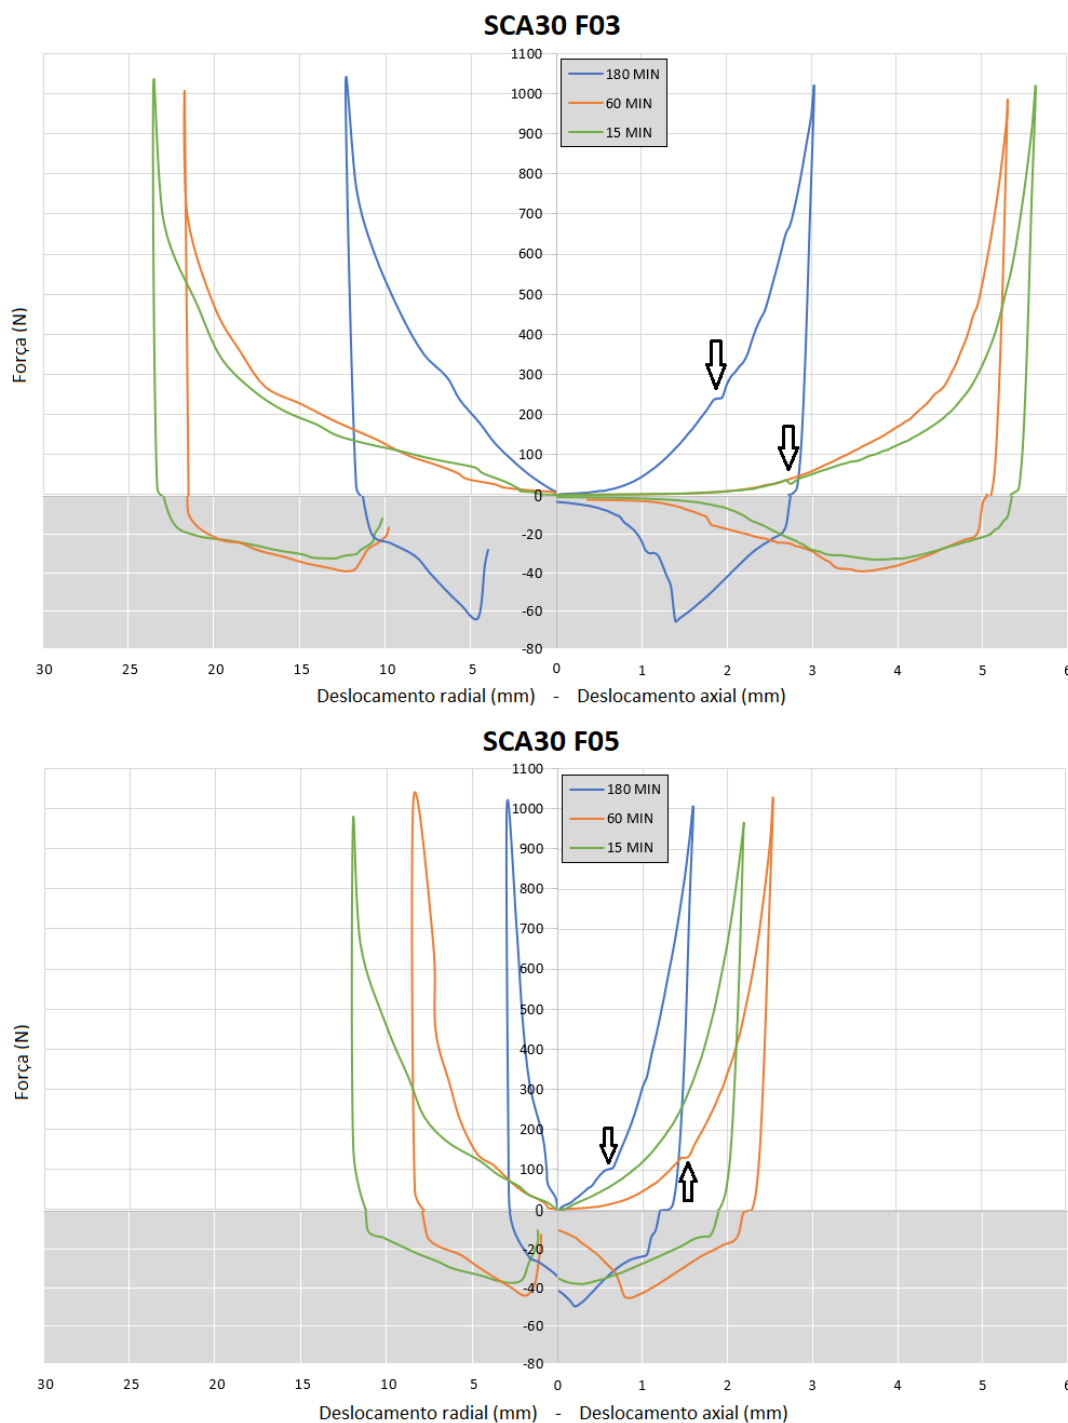 SCA30 F03
1100
1000
900
800
700
600
500
400
300
200
100
0
-20
-40
-60
-80
180 MIN
60 MIN
15 MIN
Força (N)
30 25 20 15 10 5 0 1 2 3 4 5 6
Deslocamento radial (mm) - Deslocamento axial (mm)
SCA30 F05
1100
1000
900
800
700
600
500
400
300
200
100
0
-20
-40
-60
-80
180 MIN
60 MIN
15 MIN
Força (N)
30 25 20 15 10 5 0 1 2 3 4 5 6
Deslocamento radial (mm) - Deslocamento axial (mm)